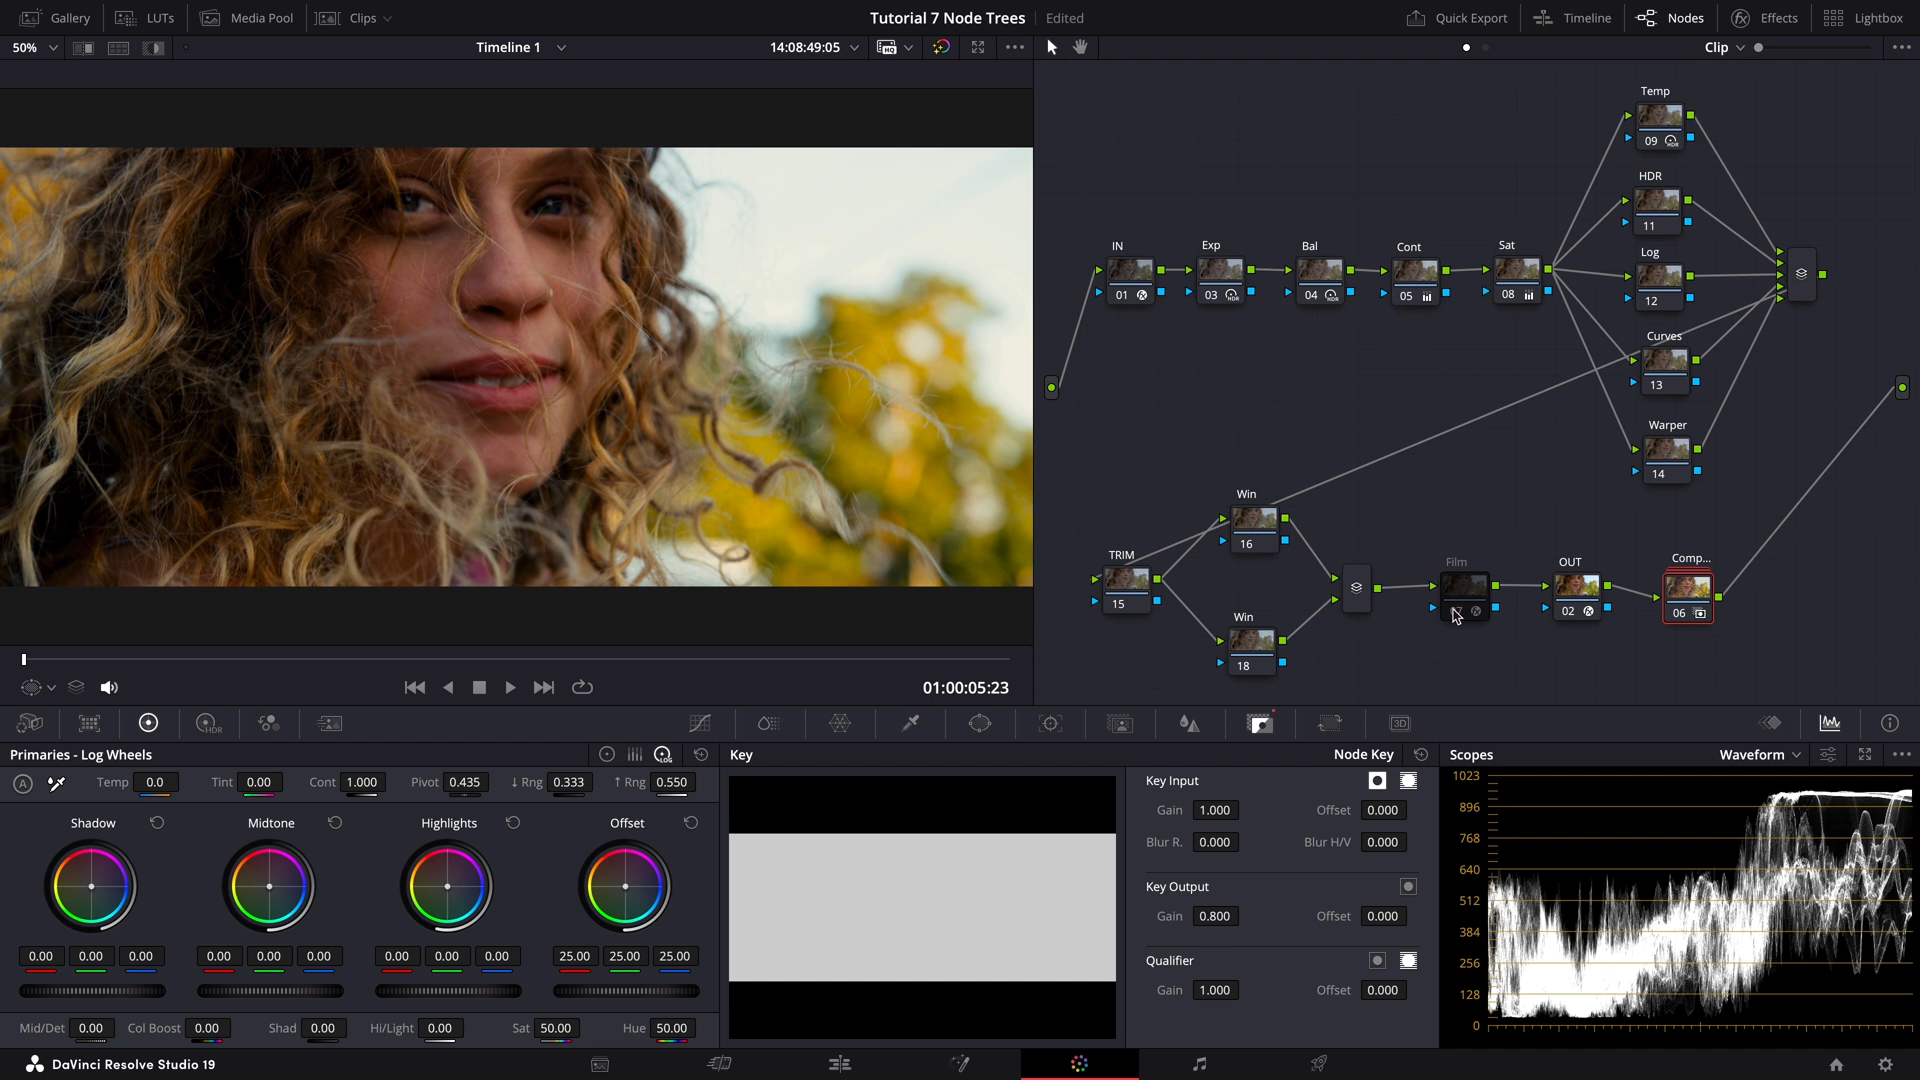 Gallery LUTs Media Pool Clips Tutorial 7 Node Trees Edited Quick Export Timeline Nodes Effects Lightbox
50% Timeline 1 14:08:49:05 Clip
Temp
09 HDR
HDR
11
IN Exp Bal Cont Sat Log
01 03 HDR 04 HDR 05 08 12
Curves
13
Warper
14
Win
16
TRIM Film OUT Comp...
15 02 06
Win
18
01:00:05:23
HDR 3D
Primaries - Log Wheels LOG Key Node Key Scopes Waveform
A Temp 0.0 Tint 0.00 Cont 1.000 Pivot 0.435 ↓ Rng 0.333 ↑ Rng 0.550
Shadow Midtone Highlights Offset
0.00 0.00 0.00 0.00 0.00 0.00 0.00 0.00 0.00 25.00 25.00 25.00
Mid/Det 0.00 Col Boost 0.00 Shad 0.00 Hi/Light 0.00 Sat 50.00 Hue 50.00
Key Input
Gain 1.000 Offset 0.000
Blur R. 0.000 Blur H/V 0.000
Key Output
Gain 0.800 Offset 0.000
Qualifier
Gain 1.000 Offset 0.000
1023
896
768
640
512
384
256
128
0
DaVinci Resolve Studio 19